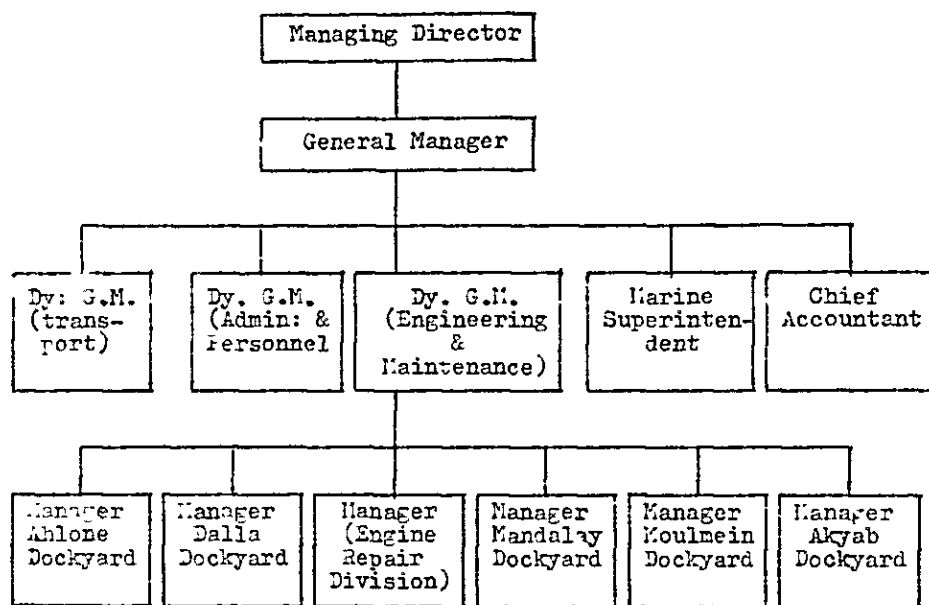 Managing Director
General Manager
Dy: G.M.
(trans-
port)
Dy. G.M.
(Admin: &
Personnel
Dy. G.M.
(Engineering
&
Maintenance)
Marine
Superinten-
dent
Chief
Accountant
Manager
Ahlone
Dockyard
Manager
Dalla
Dockyard
Manager
(Engine
Repair
Division)
Manager
Mandalay
Dockyard
Manager
Moulmein
Dockyard
Manager
Akyab
Dockyard